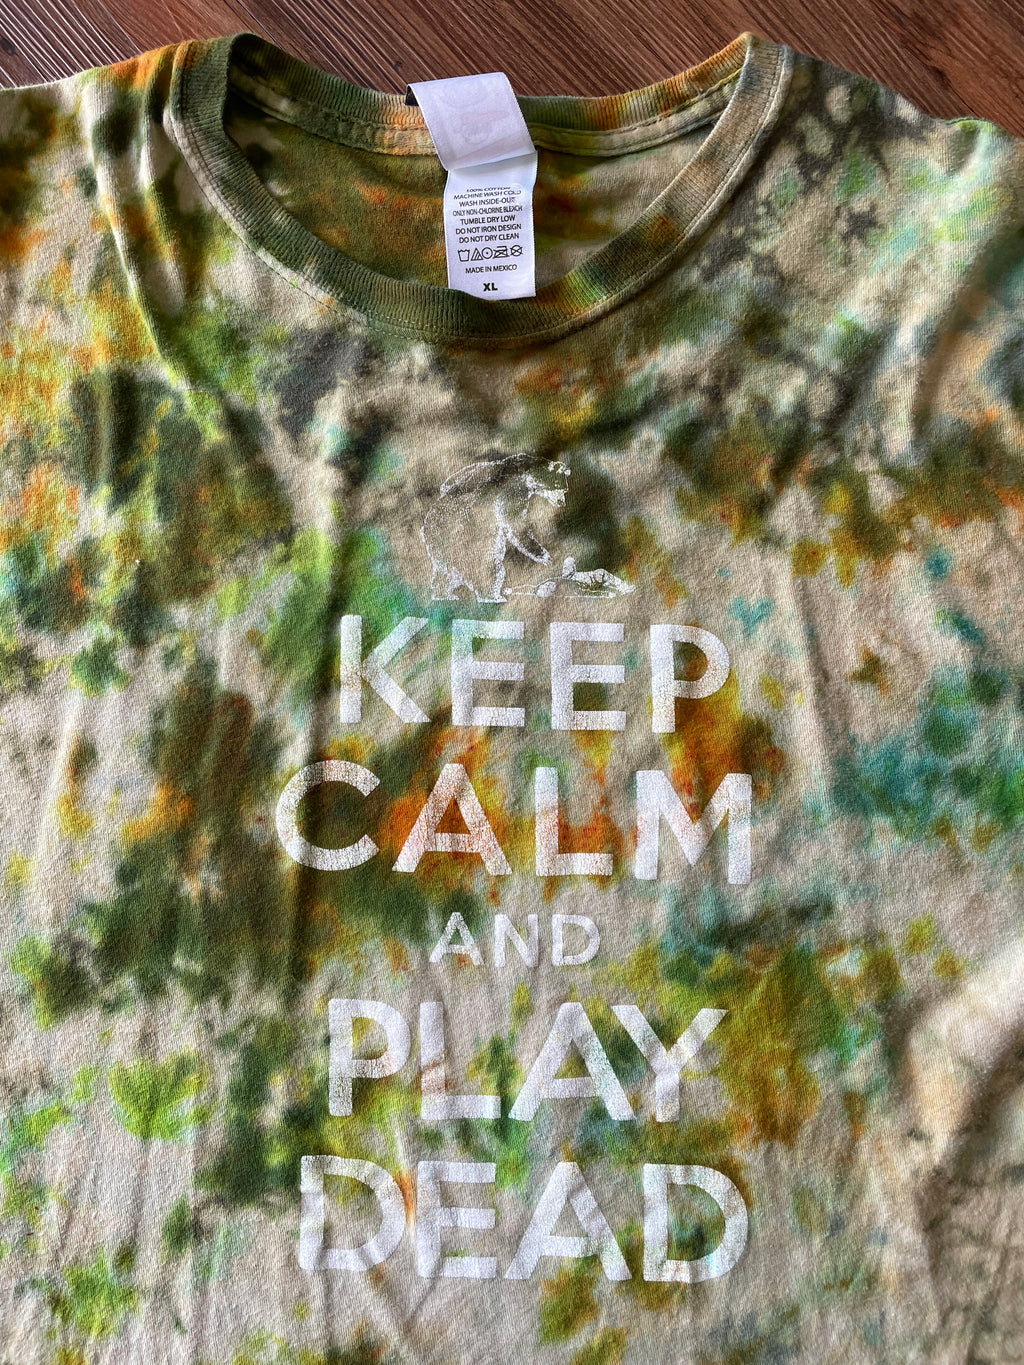 100% COTTON
MACHINE WASH COLD
WASH INSIDE-OUT
ONLY NON-CHLORINE BLEACH
TUMBLE DRY LOW
DO NOT IRON DESIGN
DO NOT DRY CLEAN
MADE IN MEXICO
XL
KEEP
CALM
AND
PLAY
DEAD